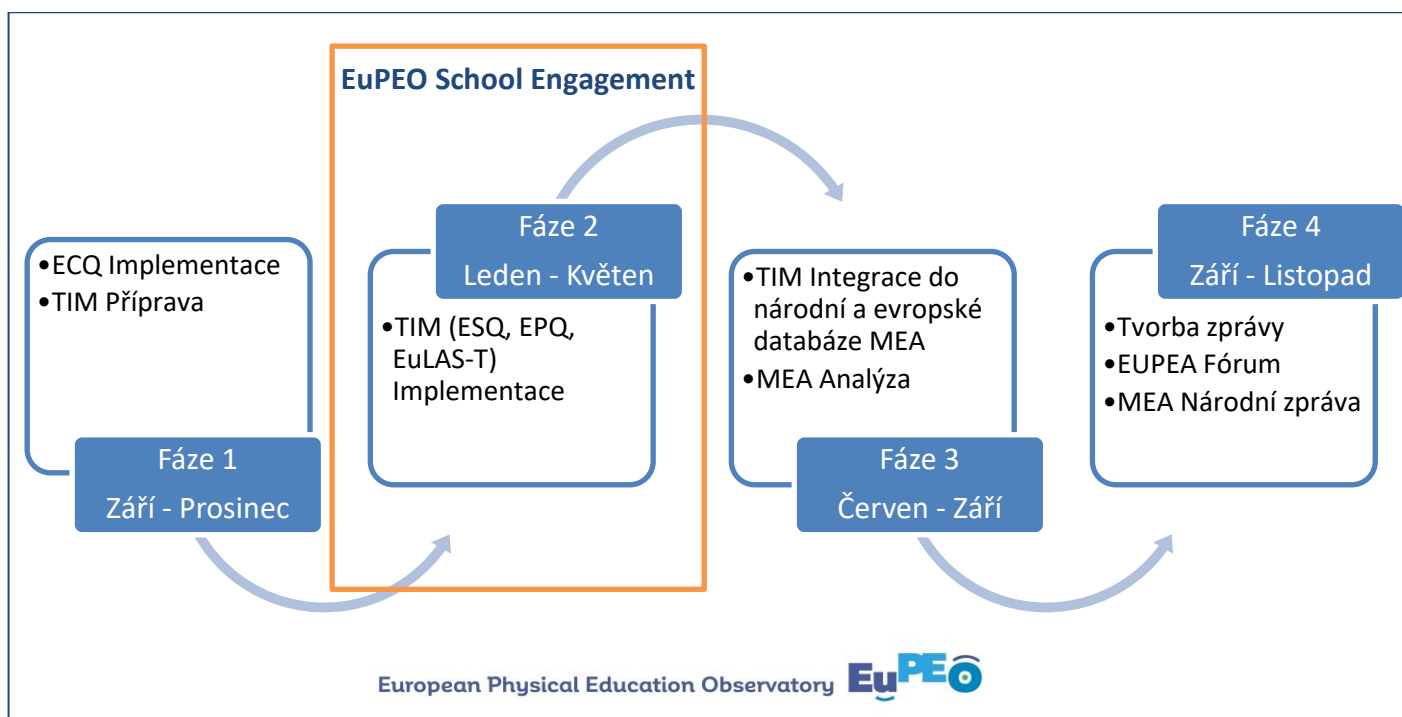 EuPEO School Engagement
•ECQ Implementace
•TIM Příprava
Fáze 1
Září - Prosinec
Fáze 2
Leden - Květen
•TIM (ESQ, EPQ,
EuLAS-T)
Implementace
•TIM Integrace do
národní a evropské
databáze MEA
•MEA Analýza
Fáze 3
Červen - Září
Fáze 4
Září - Listopad
•Tvorba zprávy
•EUPEA Fórum
•MEA Národní zpráva
European Physical Education Observatory EuPEO